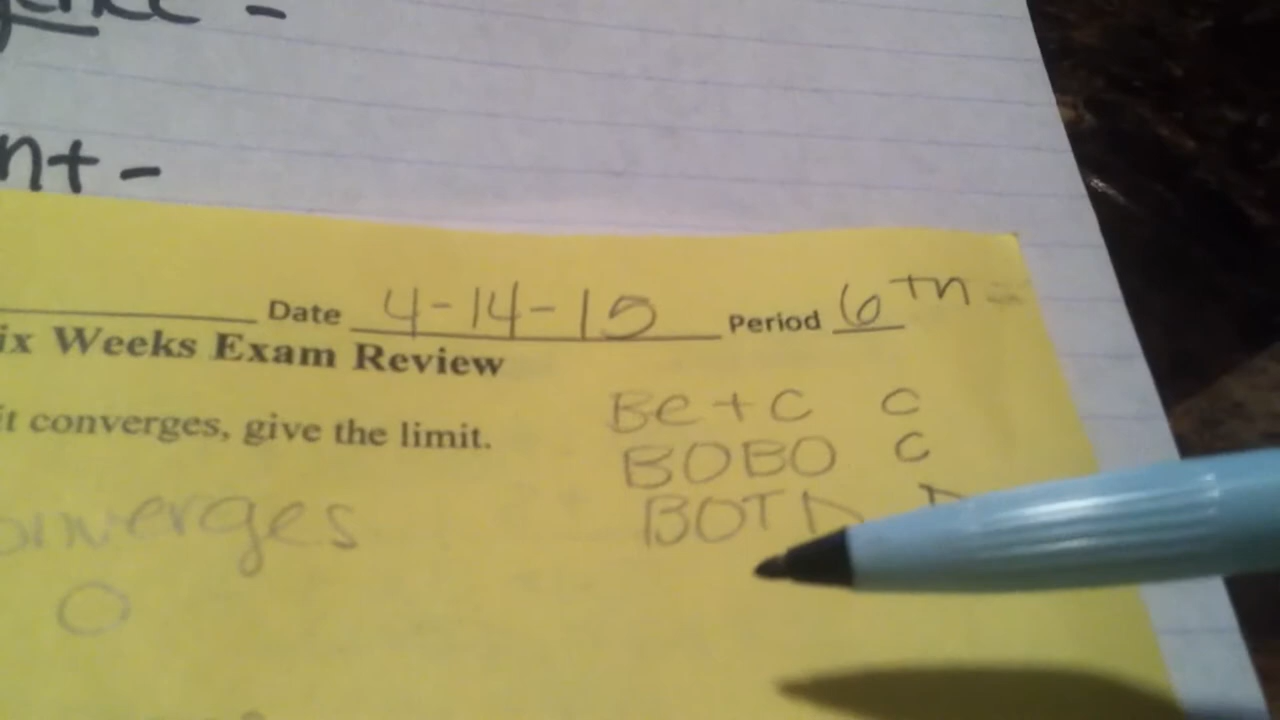 nt -
Date 4-14-15 Period 6th
ix Weeks Exam Review
it converges, give the limit.
BE+C C
BOBO C
BOTD D
onverges
0